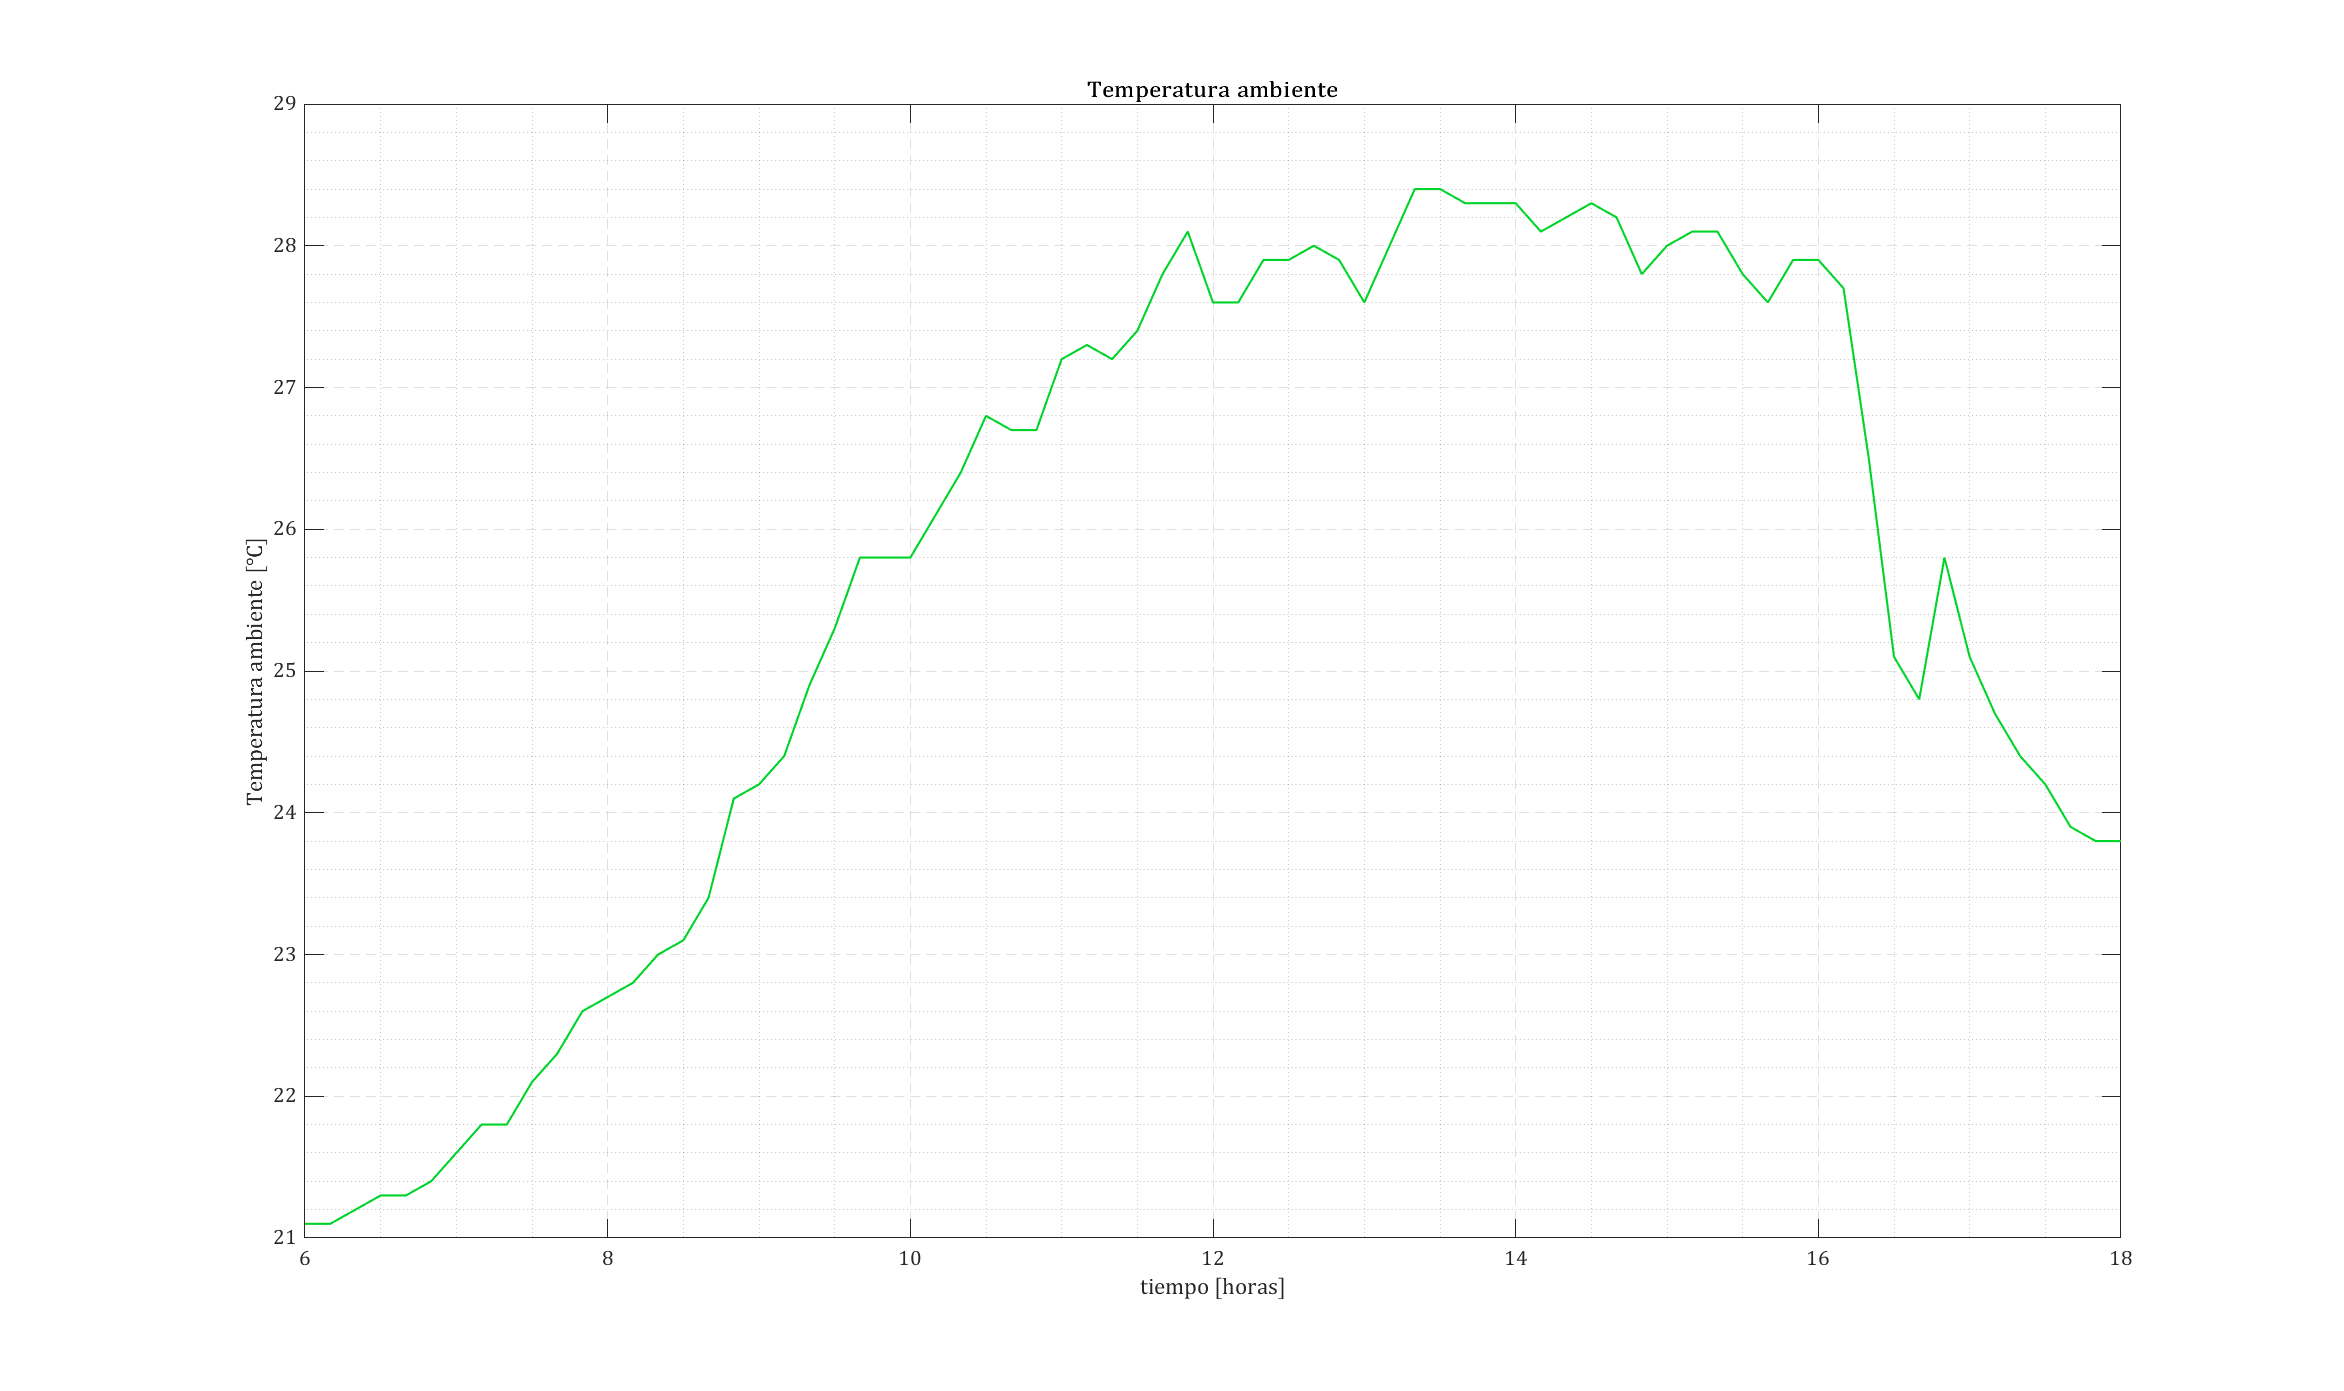 Temperatura ambiente
29
28
27
26
25
24
23
22
21
Temperatura ambiente [°C]
6 8 10 12 14 16 18
tiempo [horas]